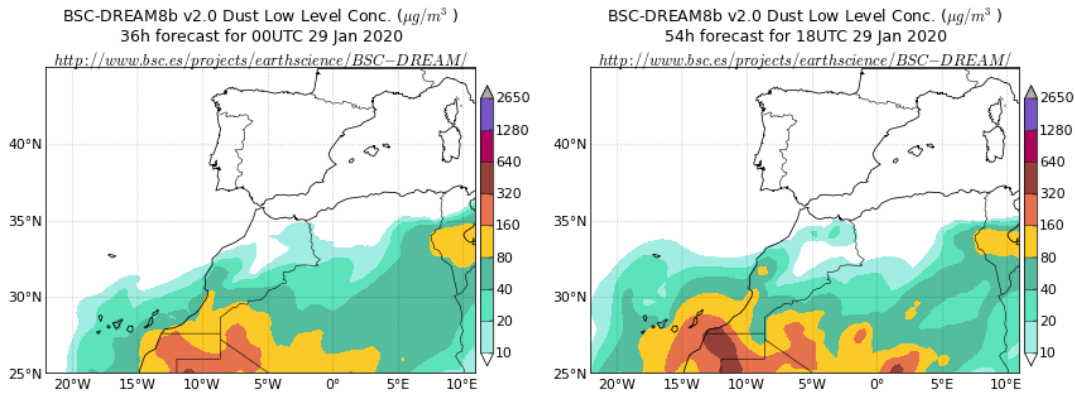 BSC-DREAM8b v2.0 Dust Low Level Conc. (μg/m³ )
36h forecast for 00UTC 29 Jan 2020
http://www.bsc.es/projects/earthscience/BSC−DREAM/
40°N
35°N
30°N
25°N
20°W
15°W
10°W
5°W
0°
5°E
10°E
2650
1280
640
320
160
80
40
20
10
BSC-DREAM8b v2.0 Dust Low Level Conc. (μg/m³ )
54h forecast for 18UTC 29 Jan 2020
http://www.bsc.es/projects/earthscience/BSC−DREAM/
40°N
35°N
30°N
25°N
20°W
15°W
10°W
5°W
0°
5°E
10°E
2650
1280
640
320
160
80
40
20
10